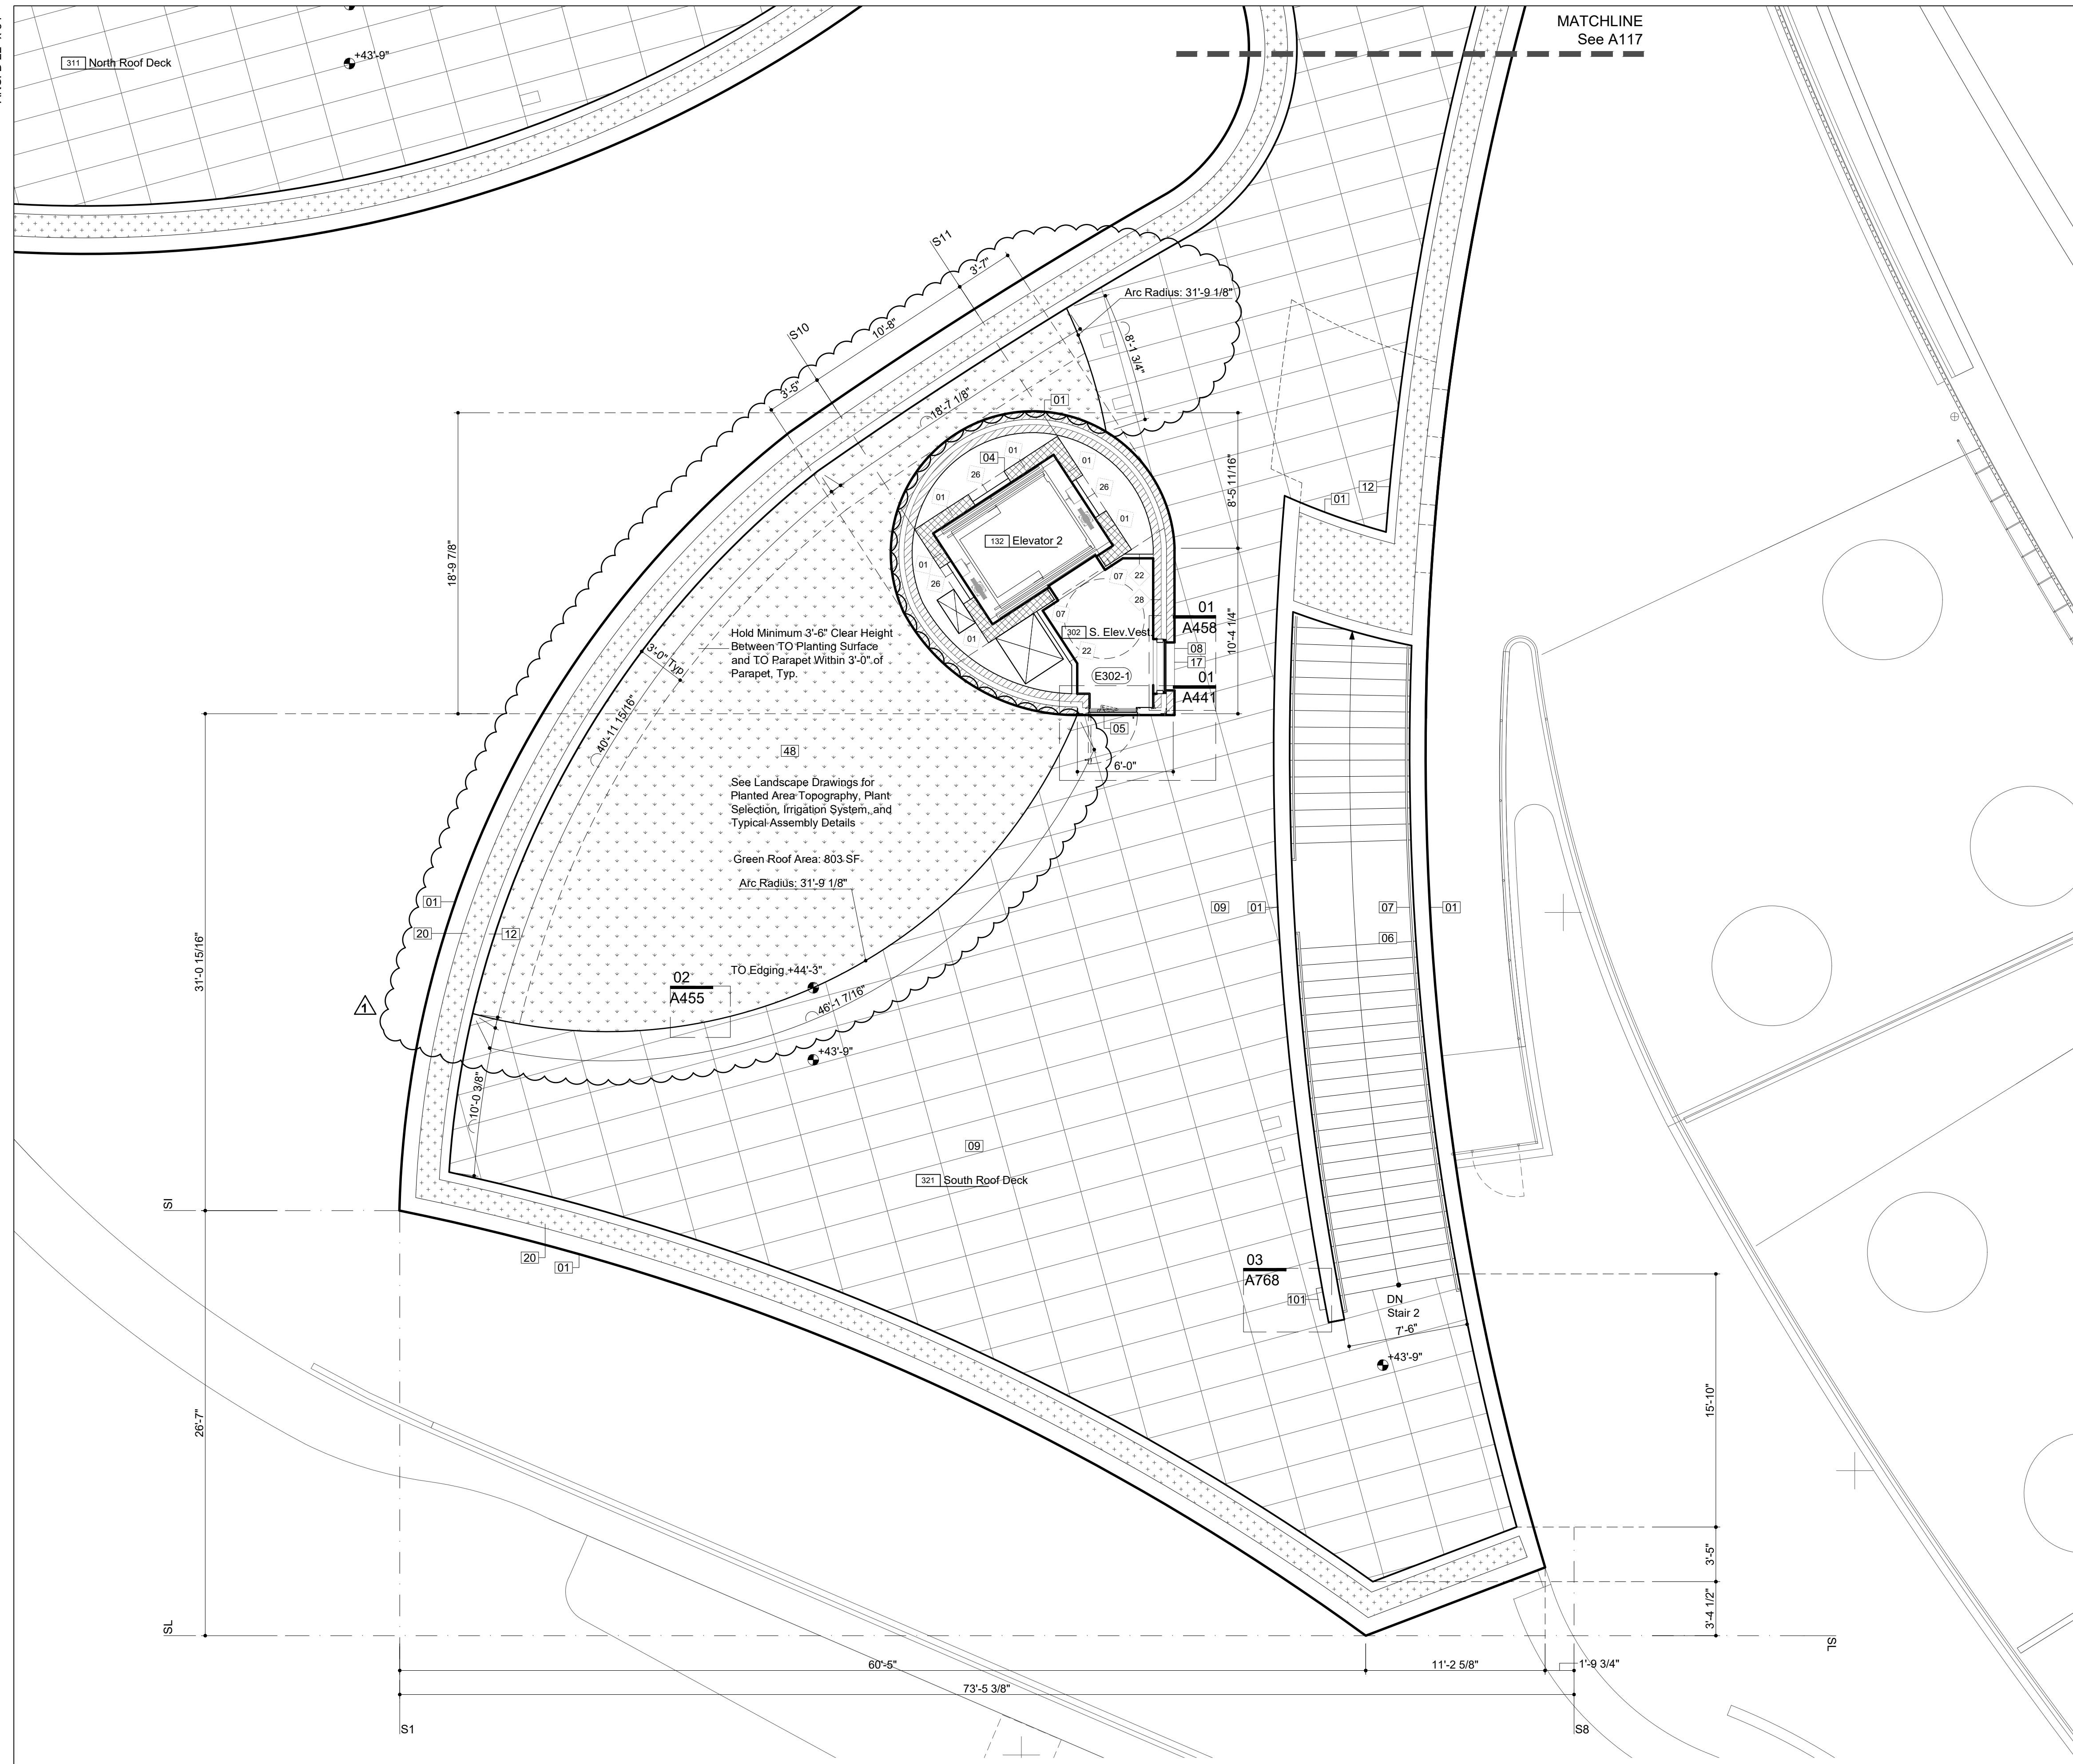 MATCHLINE
See A117
311 North Roof Deck
+43'-9"
S11
3'-7"
Arc Radius: 31'-9 1/8"
10'-8"
S10
8'-1 3/4"
3'-5"
18'-7 1/8"
01
04
01
26
01
26
01
01
8'-5 11/16"
12
01
132 Elevator 2
18'-9 7/8"
01
26
07
22
28
07
01
A458
302 S. Elev.Vest.
10'-4 1/4"
01
22
08
17
E302-1
01
A441
05
6'-0"
Hold Minimum 3'-6" Clear Height
Between TO Planting Surface
and TO Parapet Within 3'-0" of
Parapet, Typ.
3'-0" Typ.
40'-11 15/16"
48
See Landscape Drawings for
Planted Area Topography, Plant
Selection, Irrigation System, and
Typical Assembly Details
Green Roof Area: 803 SF
Arc Radius: 31'-9 1/8"
01
20
12
09
01
07
01
06
31'-0 15/16"
TO Edging +44'-3"
02
A455
46'-1 7/16"
1
+43'-9"
10'-0 3/8"
09
321 South Roof Deck
SI
20
01
03
A768
101
DN
Stair 2
7'-6"
+43'-9"
15'-10"
26'-7"
3'-5"
3'-4 1/2"
SL
SL
60'-5"
11'-2 5/8"
1'-9 3/4"
73'-5 3/8"
S1
S8